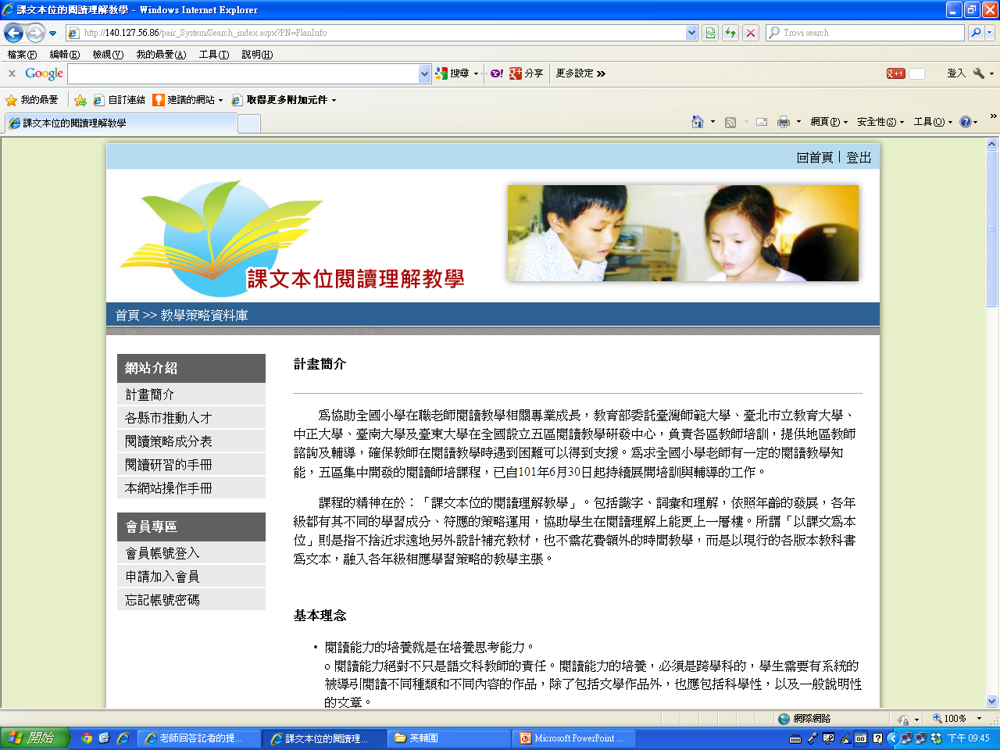 課文本位的閱讀理解教學 - Windows Internet Explorer
http://140.127.56.86/pair_System/Search_index.aspx?PN=PlanInfo
Trovi search
檔案(F) 編輯(E) 檢視(V) 我的最愛(A) 工具(T) 說明(H)
x Google 搜尋 Y! 分享 更多設定 >> +1 登入
我的最愛 自訂連結 建議的網站 取得更多附加元件
課文本位的閱讀理解教學
網頁(P) 安全性(S) 工具(O) >>
回首頁 | 登出
課文本位閱讀理解教學
首頁 >> 教學策略資料庫
網站介紹
計畫簡介
各縣市推動人才
閱讀策略成分表
閱讀研習的手冊
本網站操作手冊
會員專區
會員帳號登入
申請加入會員
忘記帳號密碼
計畫簡介
為協助全國小學在職老師閱讀教學相關專業成長，教育部委託臺灣師範大學、臺北市立教育大學、
中正大學、臺南大學及臺東大學在全國設立五區閱讀教學研發中心，負責各區教師培訓，提供地區教師
諮詢及輔導，確保教師在閱讀教學時遇到困難可以得到支援。為求全國小學老師有一定的閱讀教學知
能，五區集中開發的閱讀師培課程，已自101年6月30日起持續展開培訓與輔導的工作。
課程的精神在於：「課文本位的閱讀理解教學」。包括識字、詞彙和理解，依照年齡的發展，各年
級都有其不同的學習成分、符應的策略運用，協助學生在閱讀理解上能更上一層樓。所謂「以課文為本
位」則是指不捨近求遠地另外設計補充教材，也不需花費額外的時間教學，而是以現行的各版本教科書
為文本，融入各年級相應學習策略的教學主張。
基本理念
• 閱讀能力的培養就是在培養思考能力。
o 閱讀能力絕對不只是語文科教師的責任。閱讀能力的培養，必須是跨學科的，學生需要有系統的
被導引閱讀不同種類和不同內容的作品，除了包括文學作品外，也應包括科學性，以及一般說明性
的文章。
網際網路 100%
開始 老師回答記者的提... 課文本位的閱讀理... 英輔團 Microsoft PowerPoint ... 下午 09:45